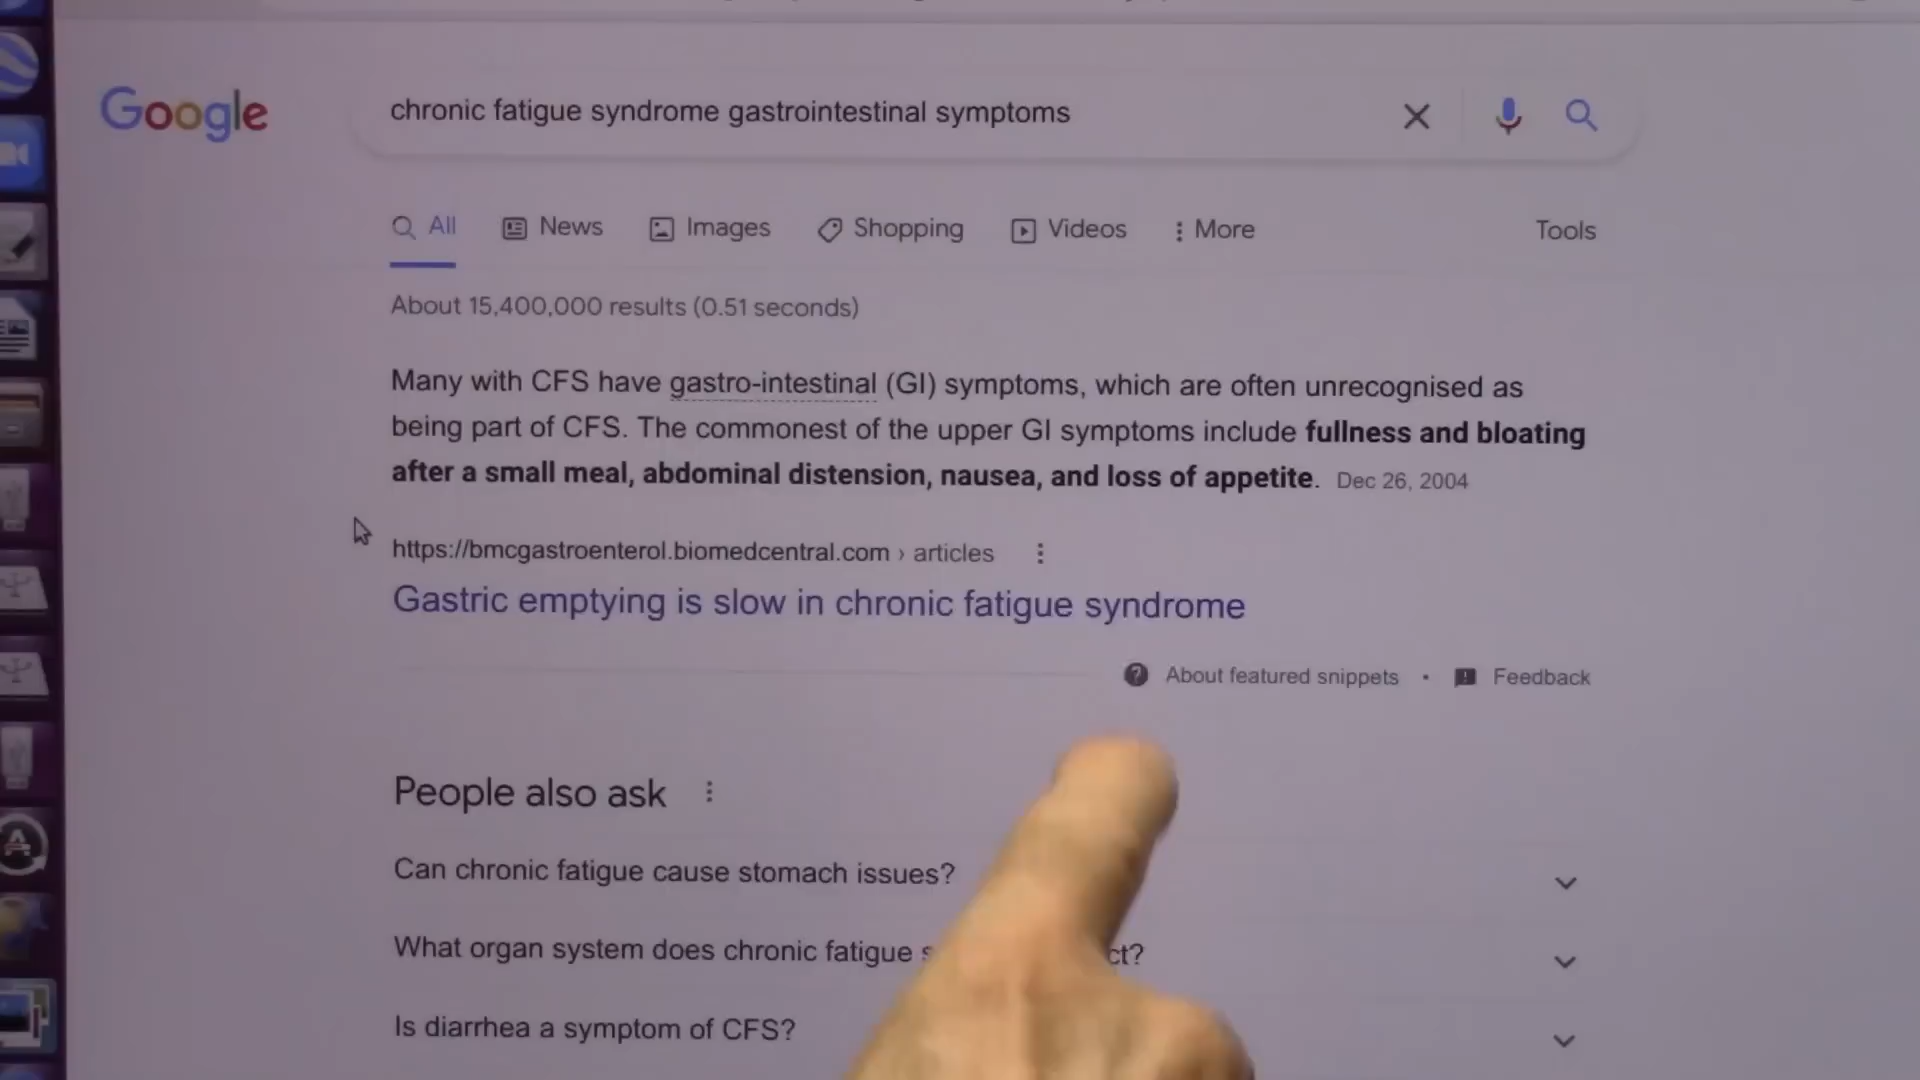 Google
chronic fatigue syndrome gastrointestinal symptoms
All News Images Shopping Videos More Tools
About 15,400,000 results (0.51 seconds)
Many with CFS have gastro-intestinal (GI) symptoms, which are often unrecognised as
being part of CFS. The commonest of the upper GI symptoms include fullness and bloating
after a small meal, abdominal distension, nausea, and loss of appetite. Dec 26, 2004
https://bmcgastroenterol.biomedcentral.com › articles
Gastric emptying is slow in chronic fatigue syndrome
About featured snippets • Feedback
People also ask
Can chronic fatigue cause stomach issues?
What organ system does chronic fatigue
Is diarrhea a symptom of CFS?